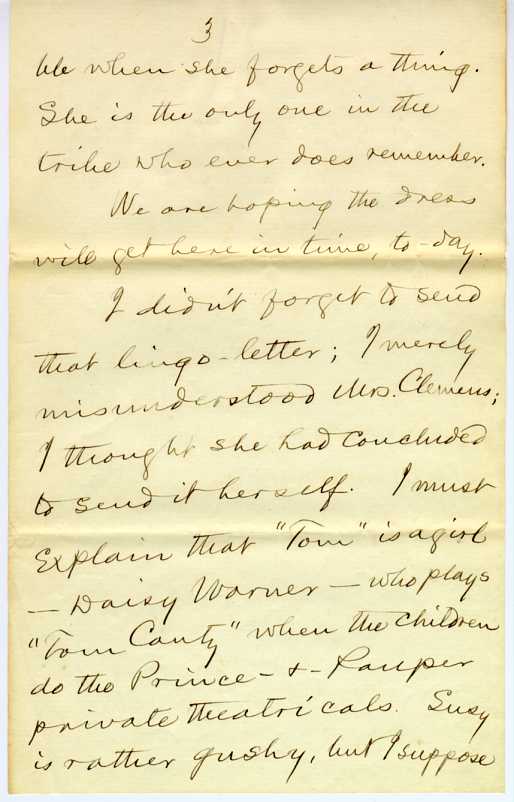 3
ble when she forgets a thing.
She is the only one in the
tribe who ever does remember.
We are hoping the dress
will get here in time, to-day.
I didn't forget to send
that lingo-letter; I merely
misunderstood Mrs. Clemens;
I thought she had concluded
to send it herself. I must
explain that "Tom" is a girl
— Daisy Warner — who plays
"Tom Canty" when the children
do the Prince-&-Pauper
private theatricals. Susy
is rather gushy, but I suppose